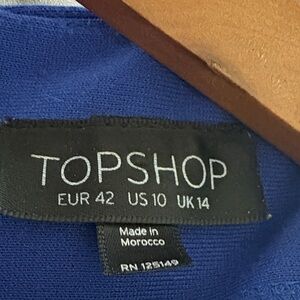 TOPSHOP
EUR 42 US 10 UK 14
Made in
Morocco
RN 125149